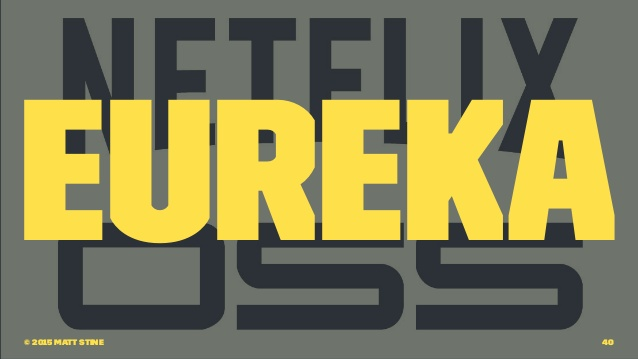 NETFLIX
EUREKA
OSS
© 2015 MATT STINE
40